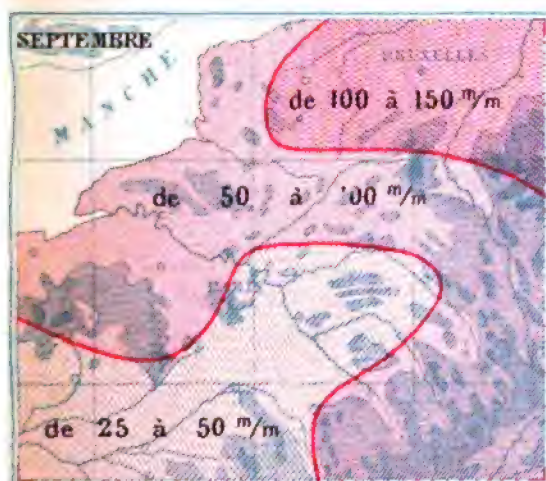 SEPTEMBRE
MANCHE
BRUXELLES
de 100 à 150 m/m
de 50 à 100 m/m
de 25 à 50 m/m